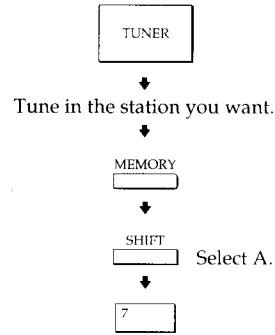 TUNER
Tune in the station you want.
MEMORY
SHIFT
Select A.
7